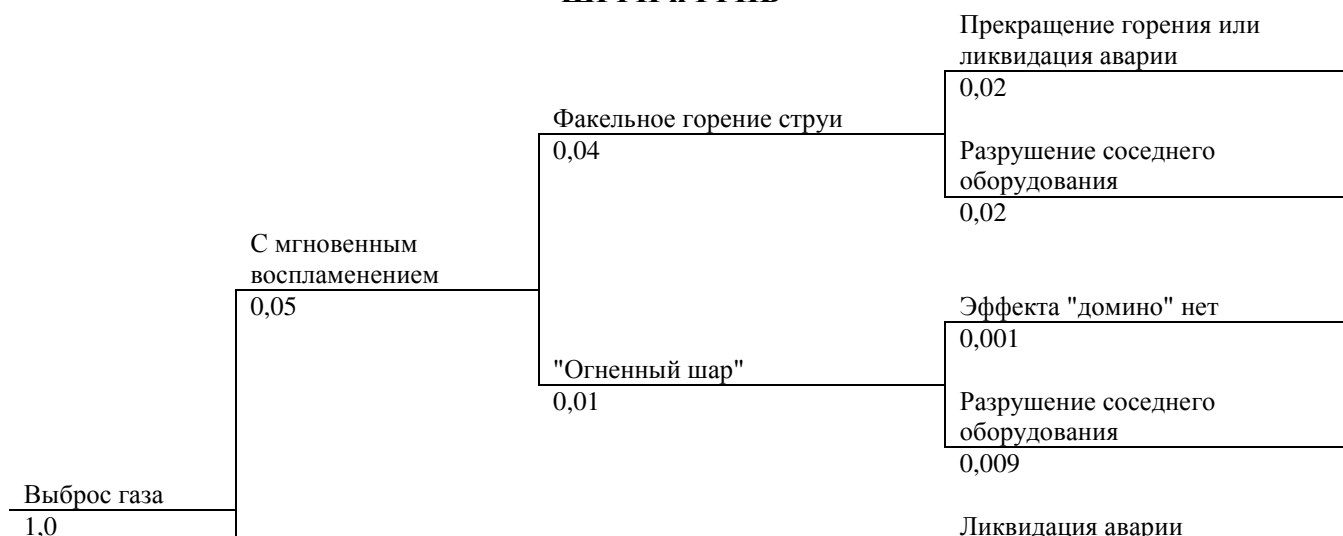 Прекращение горения или
ликвидация аварии
0,02
Факельное горение струи
0,04
Разрушение соседнего
оборудования
0,02
С мгновенным
воспламенением
0,05
Эффекта "домино" нет
0,001
"Огненный шар"
0,01
Разрушение соседнего
оборудования
0,009
Выброс газа
1,0
Ликвидация аварии